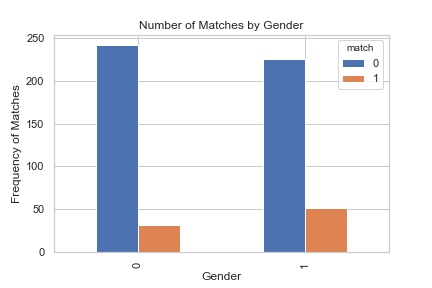 Number of Matches by Gender
match
0
1
250
200
150
100
50
0
Frequency of Matches
0
1
Gender